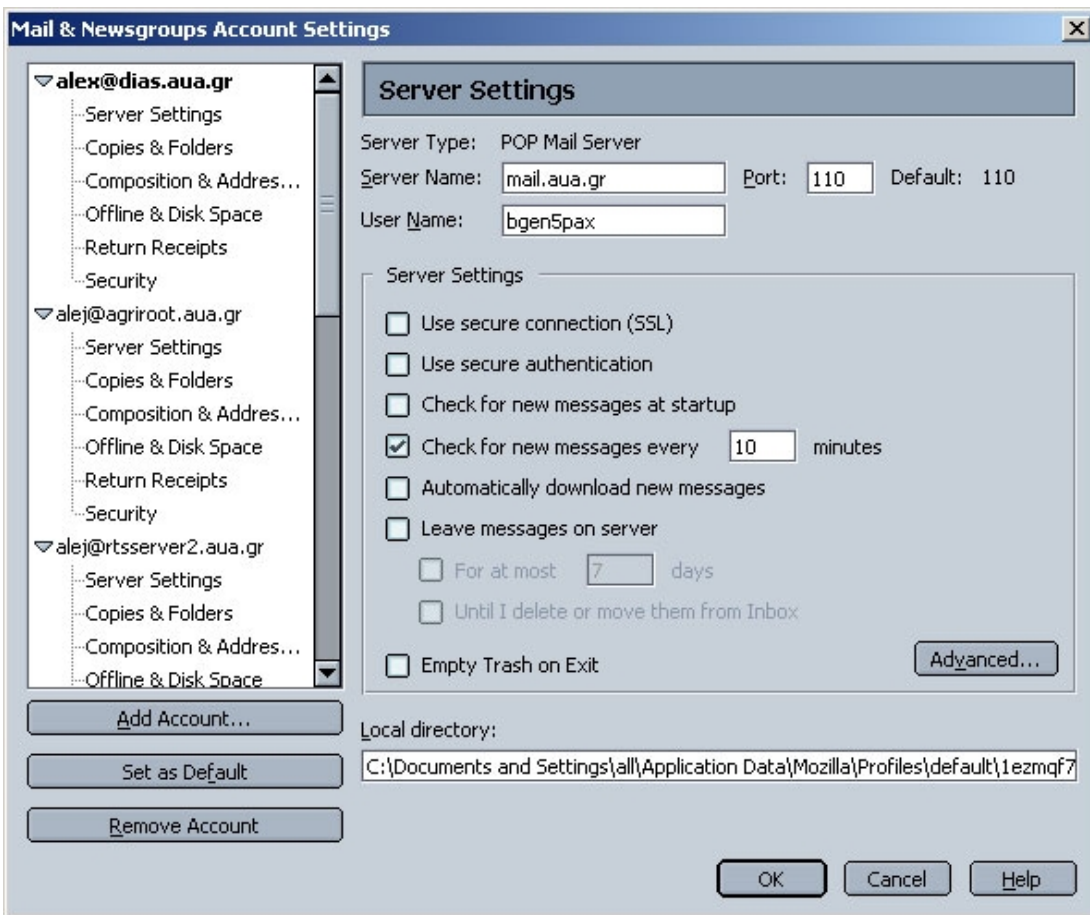 Mail & Newsgroups Account Settings
alex@dias.aua.gr
Server Settings
Copies & Folders
Composition & Addres...
Offline & Disk Space
Return Receipts
Security
alej@agriroot.aua.gr
Server Settings
Copies & Folders
Composition & Addres...
Offline & Disk Space
Return Receipts
Security
alej@rtsserver2.aua.gr
Server Settings
Copies & Folders
Composition & Addres...
Offline & Disk Space
Add Account...
Set as Default
Remove Account
Server Settings
Server Type: POP Mail Server
Server Name: mail.aua.gr Port: 110 Default: 110
User Name: bgen5pax
Server Settings
Use secure connection (SSL)
Use secure authentication
Check for new messages at startup
Check for new messages every 10 minutes
Automatically download new messages
Leave messages on server
For at most 7 days
Until I delete or move them from Inbox
Empty Trash on Exit
Advanced...
Local directory:
C:\Documents and Settings\all\Application Data\Mozilla\Profiles\default\1ezmqf7
OK Cancel Help